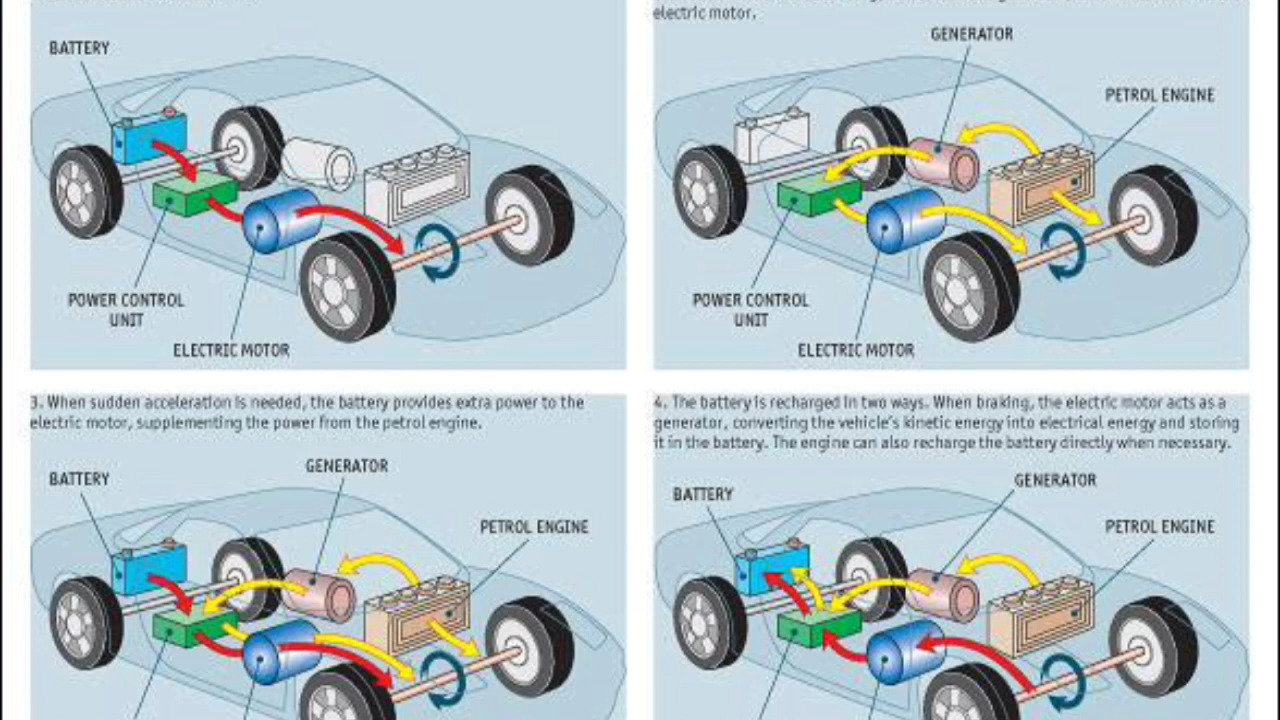 electric motor.
BATTERY
POWER CONTROL
UNIT
ELECTRIC MOTOR
GENERATOR
PETROL ENGINE
POWER CONTROL
UNIT
ELECTRIC MOTOR
3. When sudden acceleration is needed, the battery provides extra power to the
electric motor, supplementing the power from the petrol engine.
BATTERY
GENERATOR
PETROL ENGINE
4. The battery is recharged in two ways. When braking, the electric motor acts as a
generator, converting the vehicle's kinetic energy into electrical energy and storing
it in the battery. The engine can also recharge the battery directly when necessary.
BATTERY
GENERATOR
PETROL ENGINE